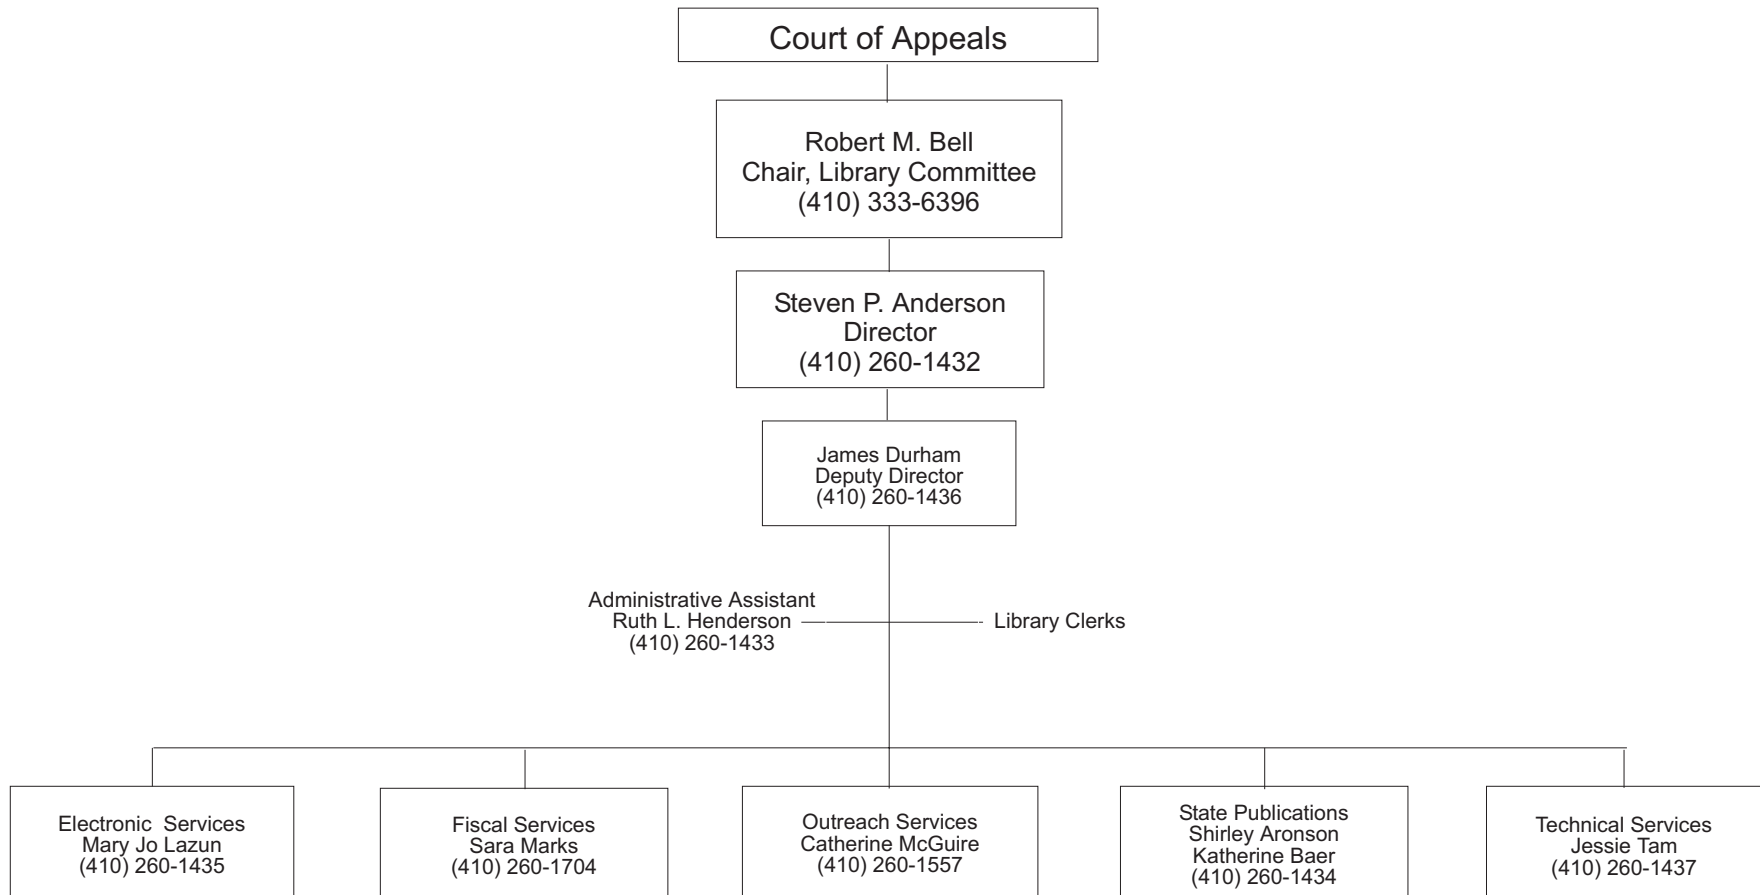 Court of Appeals
Robert M. Bell
Chair, Library Committee
(410) 333-6396
Steven P. Anderson
Director
(410) 260-1432
James Durham
Deputy Director
(410) 260-1436
Administrative Assistant
Ruth L. Henderson
(410) 260-1433
Library Clerks
Electronic Services
Mary Jo Lazun
(410) 260-1435
Fiscal Services
Sara Marks
(410) 260-1704
Outreach Services
Catherine McGuire
(410) 260-1557
State Publications
Shirley Aronson
Katherine Baer
(410) 260-1434
Technical Services
Jessie Tam
(410) 260-1437